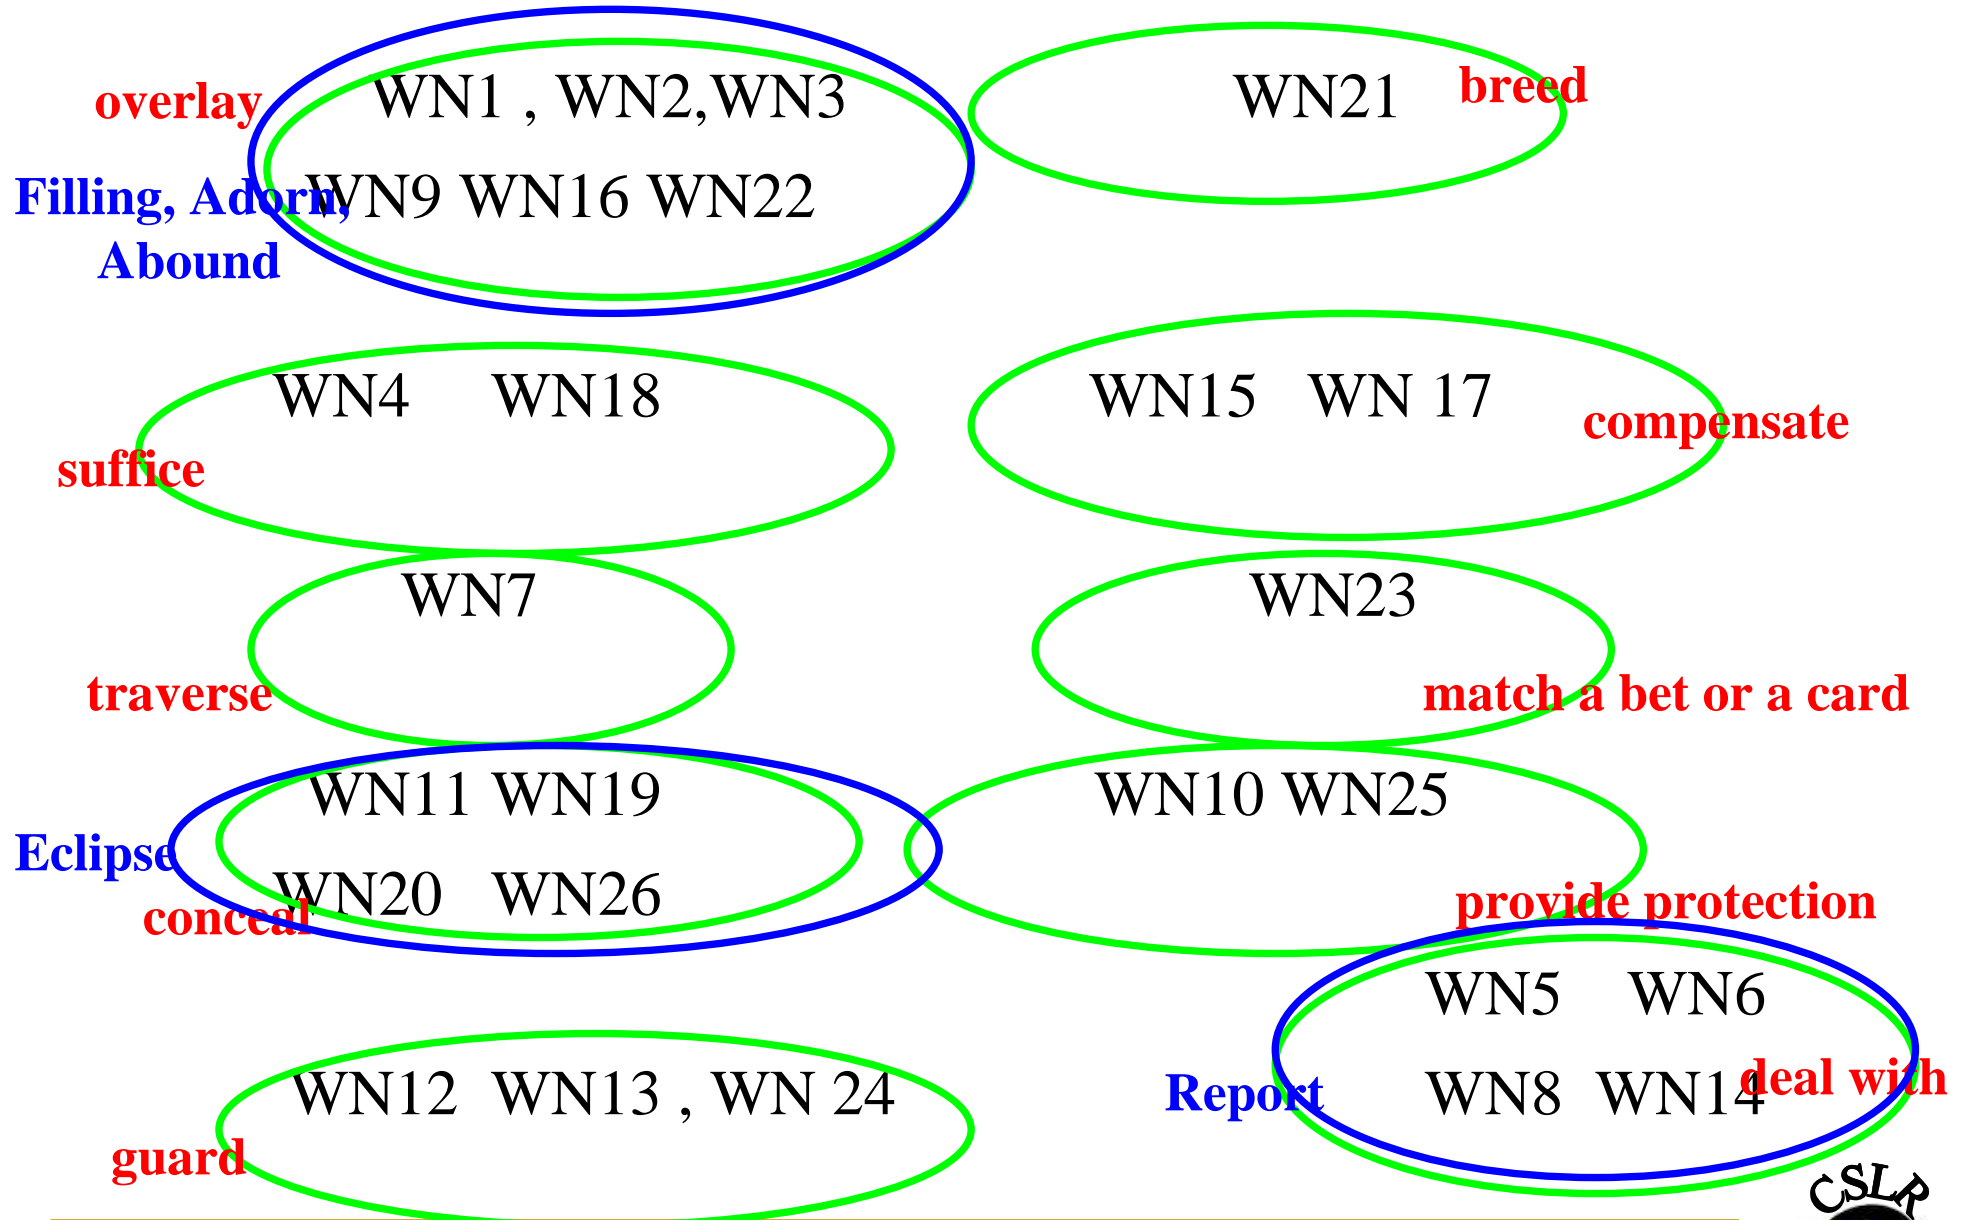 overlay WN1 , WN2,WN3 WN21 breed
Filling, Adorn, WN9 WN16 WN22
Abound
WN4 WN18 WN15 WN 17
compensate
suffice
WN7 WN23
traverse match a bet or a card
WN11 WN19 WN10 WN25
Eclipse
WN20 WN26
conceal provide protection
WN5 WN6
WN12 WN13 , WN 24 Report WN8 WN14 deal with
guard
CSLR